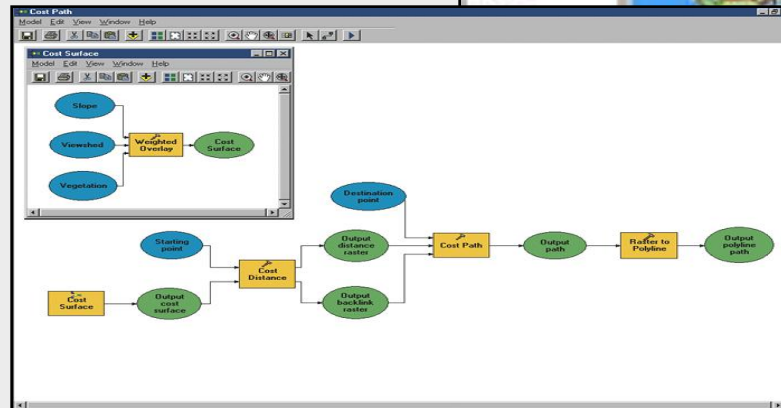 Cost Path
Model Edit View Window Help
Cost Surface
Model Edit View Window Help
Slope
Viewshed
Vegetation
Weighted
Overlay
Cost
Surface
Destination
point
Starting
point
Cost
Surface
Output
cost
surface
Cost
Distance
Output
distance
raster
Output
backlink
raster
Cost Path
Output
path
Raster to
Polyline
Output
polyline
path